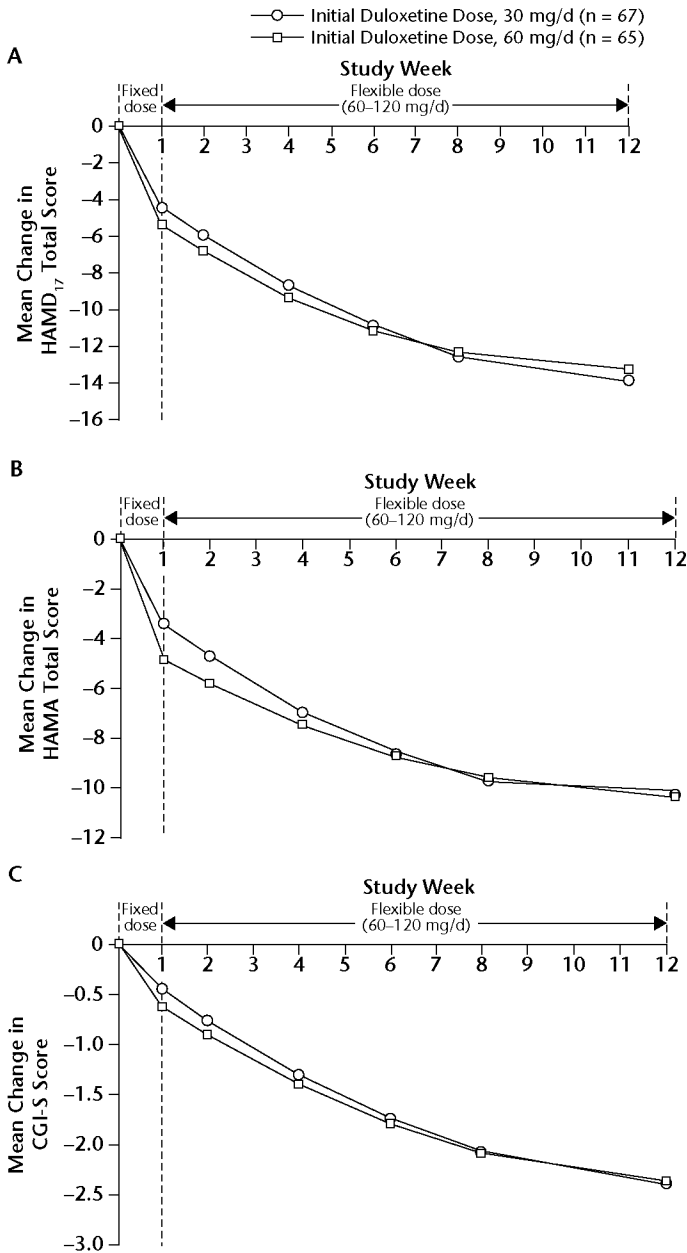 Initial Duloxetine Dose, 30 mg/d (n = 67)
Initial Duloxetine Dose, 60 mg/d (n = 65)
A
Study Week
Fixed dose
Flexible dose
(60–120 mg/d)
0
1 2 3 4 5 6 7 8 9 10 11 12
–2
–4
–6
–8
–10
–12
–14
–16
Mean Change in
HAMD17 Total Score
B
Study Week
Fixed dose
Flexible dose
(60–120 mg/d)
0
1 2 3 4 5 6 7 8 9 10 11 12
–2
–4
–6
–8
–10
–12
Mean Change in
HAMA Total Score
C
Study Week
Fixed dose
Flexible dose
(60–120 mg/d)
0
1 2 3 4 5 6 7 8 9 10 11 12
–0.5
–1.0
–1.5
–2.0
–2.5
–3.0
Mean Change in
CGI-S Score